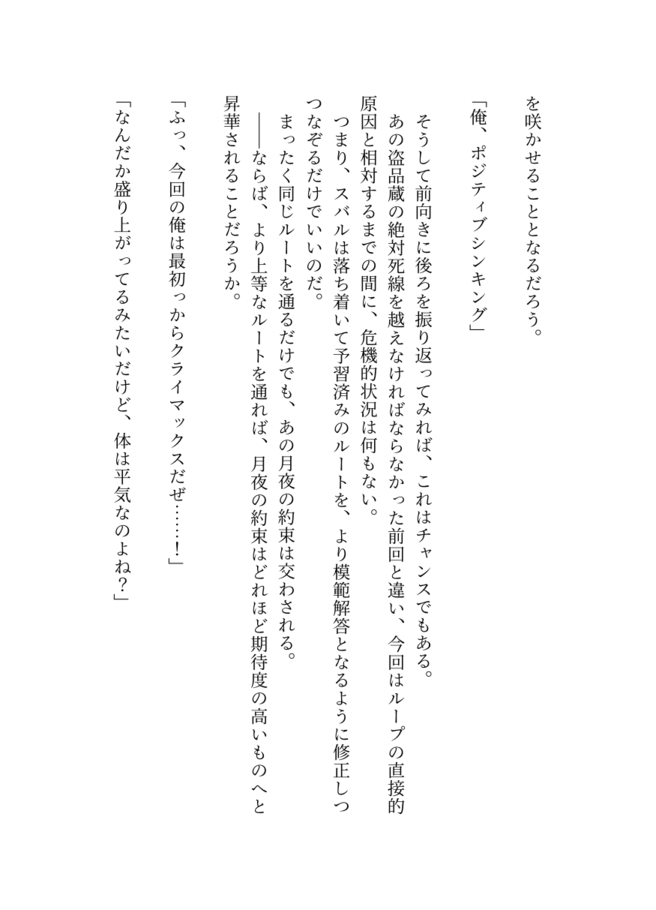 を咲かせることとなるだろう。
「俺、ポジティブシンキング」
そうして前向きに後ろを振り返ってみれば、これはチャンスでもある。
あの盗品蔵の絶対死線を越えなければならなかった前回と違い、今回はループの直接的
原因と相対するまでの間に、危機的状況は何もない。
つまり、スバルは落ち着いて予習済みのルートを、より模範解答となるように修正しつ
つなぞるだけでいいのだ。
まったく同じルートを通るだけでも、あの月夜の約束は交わされる。
――ならば、より上等なルートを通れば、月夜の約束はどれほど期待度の高いものへと
昇華されることだろうか。
「ふっ、今回の俺は最初っからクライマックスだぜ……！」
「なんだか盛り上がってるみたいだけど、体は平気なのよね？」